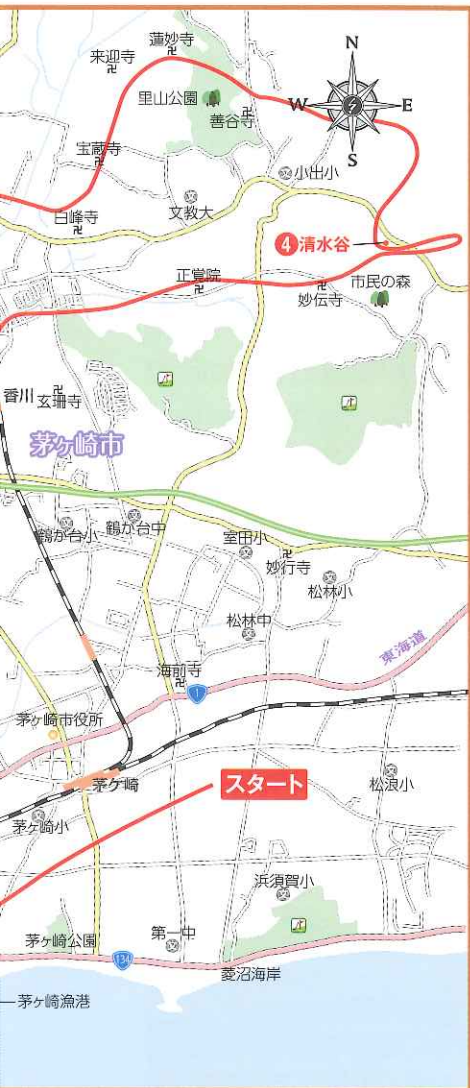 蓮妙寺
来迎寺
N
里山公園
W
E
善谷寺
S
宝蔵寺
小出小
文教大
白峰寺
④清水谷
正覚院
市民の森
妙伝寺
香川
玄珊寺
茅ヶ崎市
鶴が台小
鶴が台中
室田小
妙行寺
松林小
松林中
東海道
海前寺
1
茅ヶ崎市役所
茅ヶ崎
スタート
松浪小
茅ヶ崎小
浜須賀小
茅ヶ崎公園
第一中
134
菱沼海岸
茅ヶ崎漁港